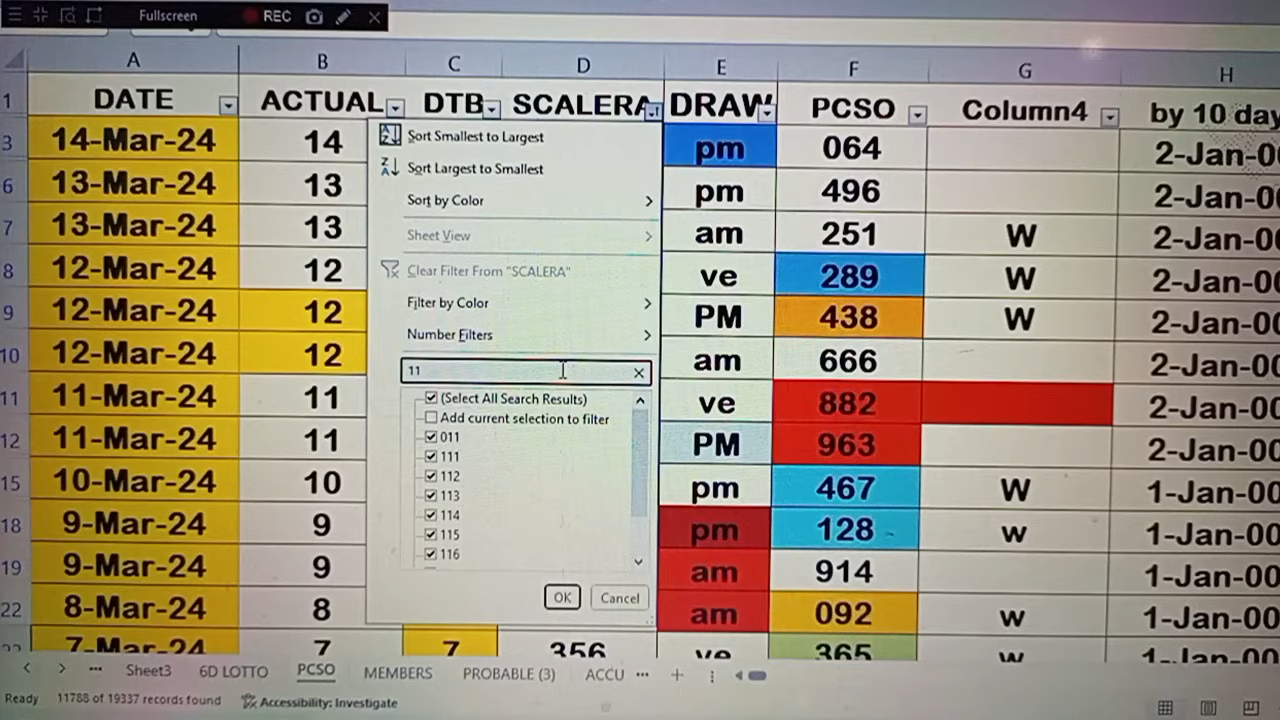 Fullscreen REC
A B C D E F G H
1 DATE ACTUAL DTB SCALERA DRAW PCSO Column4 by 10 day
3 14-Mar-24 14 pm 064 2-Jan-00
6 13-Mar-24 13 pm 496 2-Jan-00
7 13-Mar-24 13 am 251 W 2-Jan-00
8 12-Mar-24 12 ve 289 W 2-Jan-00
9 12-Mar-24 12 PM 438 W 2-Jan-00
10 12-Mar-24 12 am 666 2-Jan-00
11 11-Mar-24 11 ve 882 2-Jan-00
12 11-Mar-24 11 PM 963 2-Jan-00
15 10-Mar-24 10 pm 467 W 1-Jan-00
18 9-Mar-24 9 pm 128 w 1-Jan-00
19 9-Mar-24 9 am 914 1-Jan-00
22 8-Mar-24 8 am 092 w 1-Jan-00
7-Mar-24 7 7 356 ve 365 w 1-Jan-00
Sort Smallest to Largest
Sort Largest to Smallest
Sort by Color
Sheet View
Clear Filter From "SCALERA"
Filter by Color
Number Filters
11
(Select All Search Results)
Add current selection to filter
011
111
112
113
114
115
116
OK Cancel
Sheet3 6D LOTTO PCSO MEMBERS PROBABLE (3) ACCU
Ready 11788 of 19337 records found Accessibility: Investigate